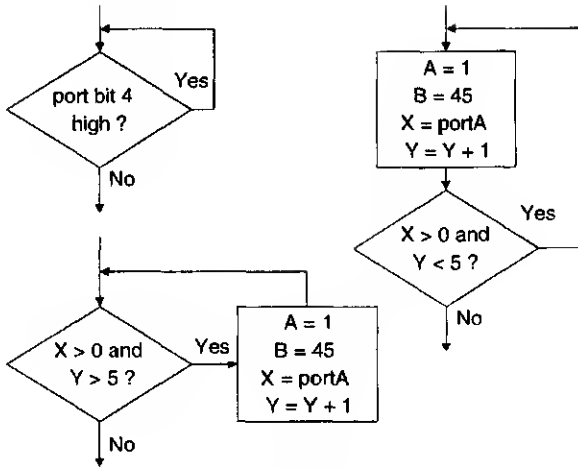 port bit 4
high ?
Yes
No
A = 1
B = 45
X = portA
Y = Y + 1
X > 0 and
Y < 5 ?
Yes
No
X > 0 and
Y > 5 ?
Yes
No
A = 1
B = 45
X = portA
Y = Y + 1